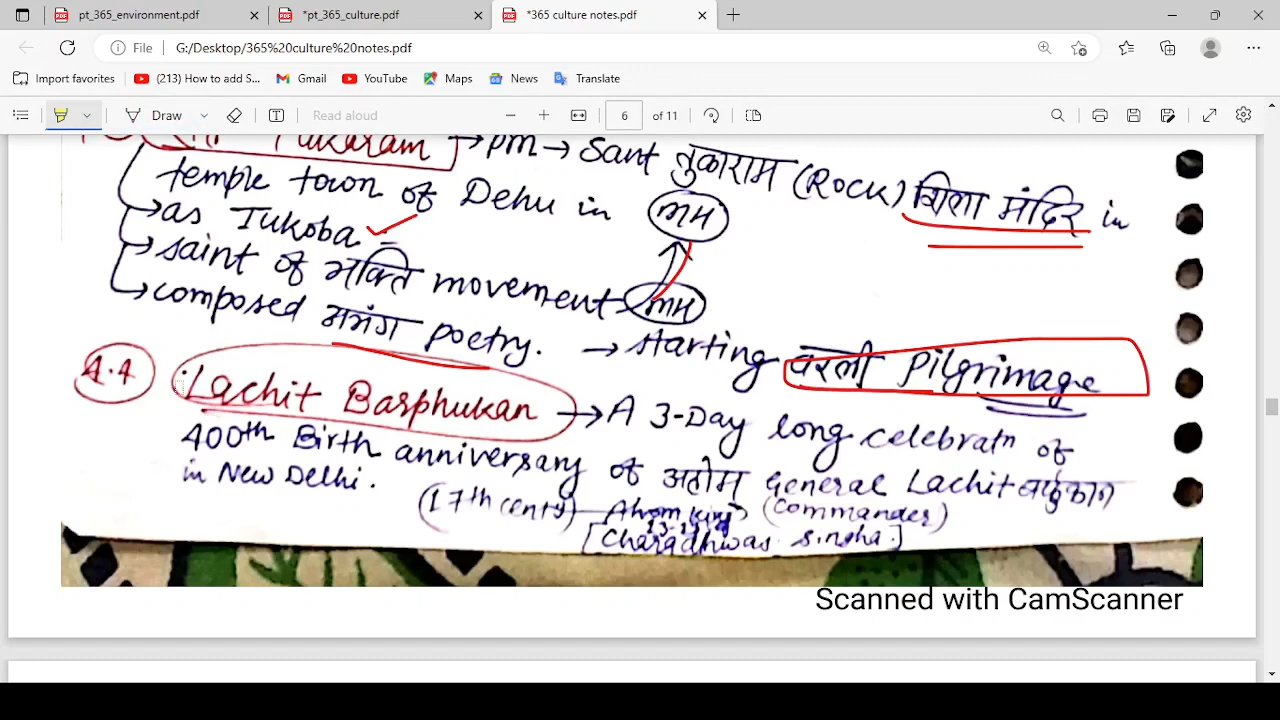 pt_365_environment.pdf
*pt_365_culture.pdf
*365 culture notes.pdf
File
G:/Desktop/365%20culture%20notes.pdf
Import favorites
(213) How to add S...
Gmail
YouTube
Maps
News
Translate
Draw
Read aloud
6
of 11
Tukaram → PM → Sant तुकाराम (ROCK) शिला मंदिर in
temple town of Dehu in MH
→ as Tukoba
→ saint of भक्ति movement MH
→ composed poetry. → starting Pilgrimage
4.4 Lachit Barphukan → A 3-Day long celebratn of
400th Birth anniversary of अहोम General Lachit
in New Delhi.
(17th centy) Ahom king (Commander)
[Charadhwas singha.]
Scanned with CamScanner